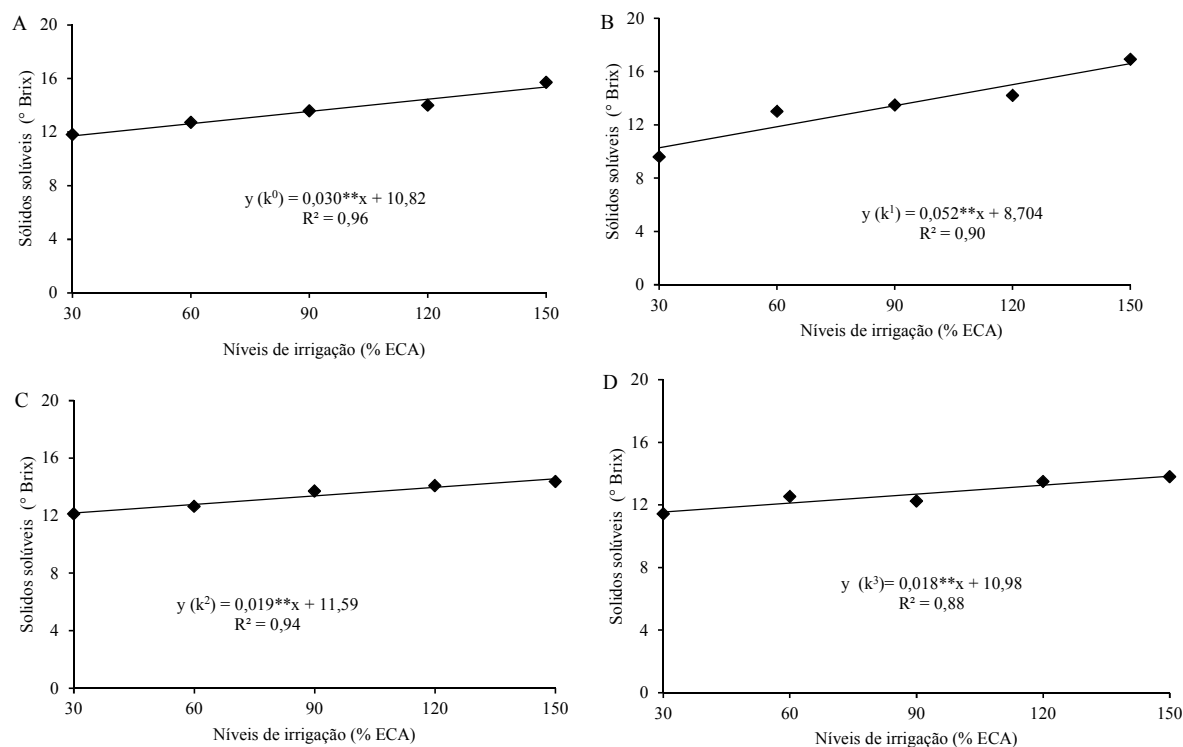 A
Sólidos solúveis (° Brix)
20
16
12
8
4
0
y (k⁰) = 0,030**x + 10,82
R² = 0,96
30 60 90 120 150
Níveis de irrigação (% ECA)
B
Sólidos solúveis (° Brix)
20
16
12
8
4
0
y (k¹) = 0,052**x + 8,704
R² = 0,90
30 60 90 120 150
Níveis de irrigação (% ECA)
C
Solidos solúveis (° Brix)
20
16
12
8
4
0
y (k²) = 0,019**x + 11,59
R² = 0,94
30 60 90 120 150
Níveis de irrigação (% ECA)
D
Solidos solúveis (° Brix)
20
16
12
8
4
0
y (k³)= 0,018**x + 10,98
R² = 0,88
30 60 90 120 150
Níveis de irrigação (% ECA)